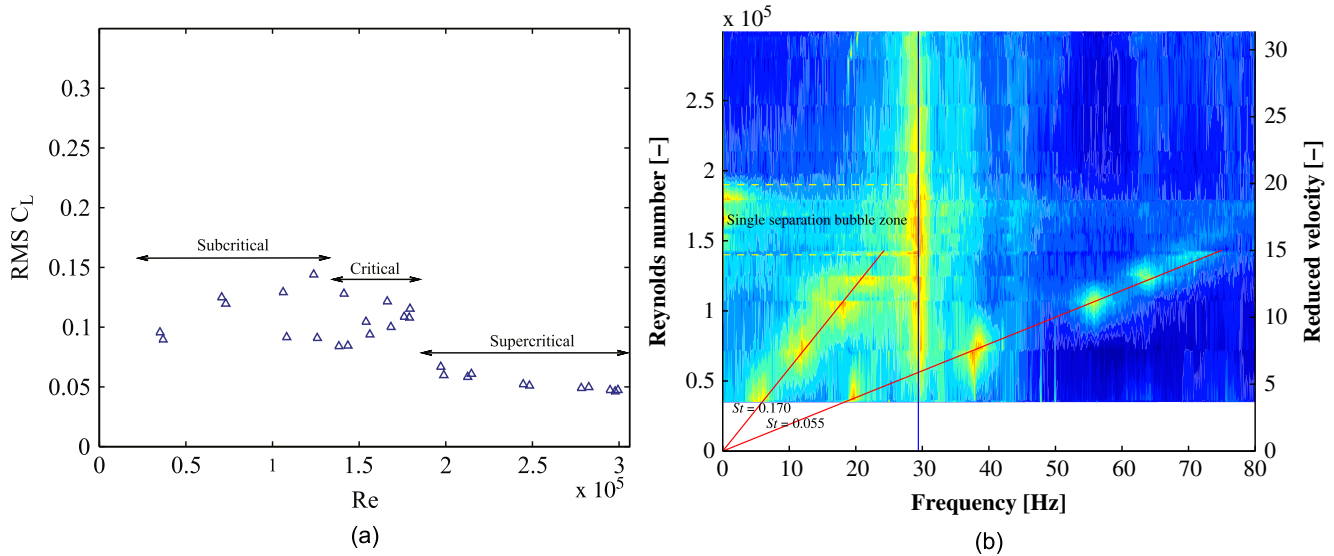 0.3
0.25
0.2
0.15
0.1
0.05
0
RMS C_L
Subcritical
Critical
Supercritical
0 0.5 1 1.5 2 2.5 3
x 10^5
Re
(a)
x 10^5
2.5
2
1.5
1
0.5
0
Reynolds number [−]
Single separation bubble zone
St = 0.170
St = 0.055
0 10 20 30 40 50 60 70 80
Frequency [Hz]
30
25
20
15
10
5
0
Reduced velocity [−]
(b)